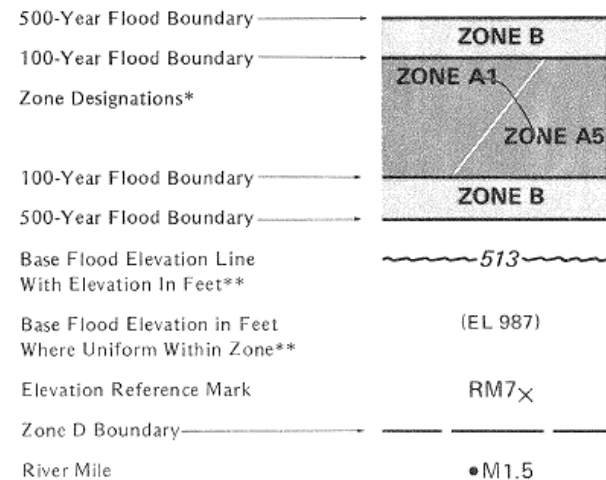 500-Year Flood Boundary
ZONE B
100-Year Flood Boundary
ZONE A1
Zone Designations*
ZONE A5
100-Year Flood Boundary
ZONE B
500-Year Flood Boundary
Base Flood Elevation Line
With Elevation In Feet**
513
Base Flood Elevation in Feet
Where Uniform Within Zone**
(EL 987)
Elevation Reference Mark
RM7×
Zone D Boundary
River Mile
•M1.5